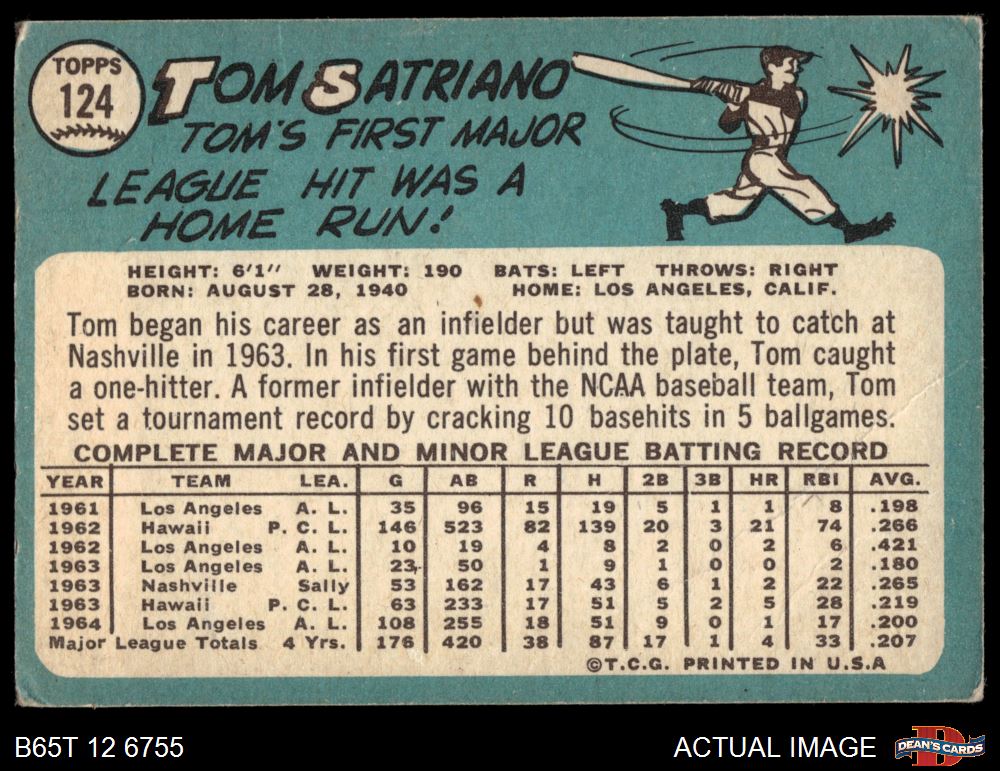 TOPPS
124
TOM SATRIANO
TOM'S FIRST MAJOR
LEAGUE HIT WAS A
HOME RUN!
HEIGHT: 6'1" WEIGHT: 190 BATS: LEFT THROWS: RIGHT
BORN: AUGUST 28, 1940 HOME: LOS ANGELES, CALIF.
Tom began his career as an infielder but was taught to catch at
Nashville in 1963. In his first game behind the plate, Tom caught
a one-hitter. A former infielder with the NCAA baseball team, Tom
set a tournament record by cracking 10 basehits in 5 ballgames.
COMPLETE MAJOR AND MINOR LEAGUE BATTING RECORD
YEAR TEAM LEA. G AB R H 2B 3B HR RBI AVG.
1961 Los Angeles A. L. 35 96 15 19 5 1 1 8 .198
1962 Hawaii P. C. L. 146 523 82 139 20 3 21 74 .266
1962 Los Angeles A. L. 10 19 4 8 2 0 2 6 .421
1963 Los Angeles A. L. 23 50 1 9 1 0 0 2 .180
1963 Nashville Sally 53 162 17 43 6 1 2 22 .265
1963 Hawaii P. C. L. 63 233 17 51 5 2 5 28 .219
1964 Los Angeles A. L. 108 255 18 51 9 0 1 17 .200
Major League Totals 4 Yrs. 176 420 38 87 17 1 4 33 .207
©T.C.G. PRINTED IN U.S.A
B65T 12 6755 ACTUAL IMAGE D DEAN'S CARDS